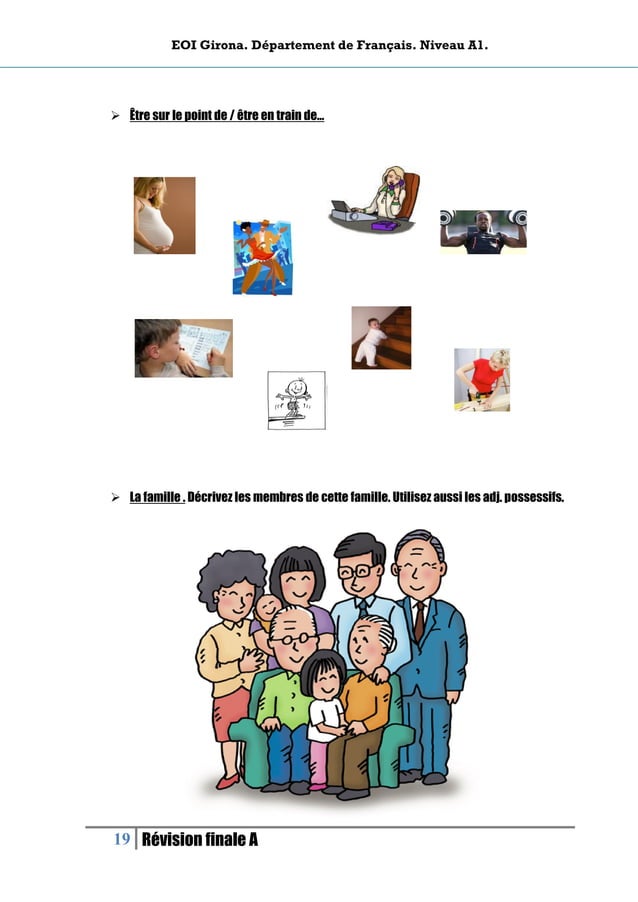 EOI Girona. Département de Français. Niveau A1.
Être sur le point de / être en train de...
La famille . Décrivez les membres de cette famille. Utilisez aussi les adj. possessifs.
19 Révision finale A